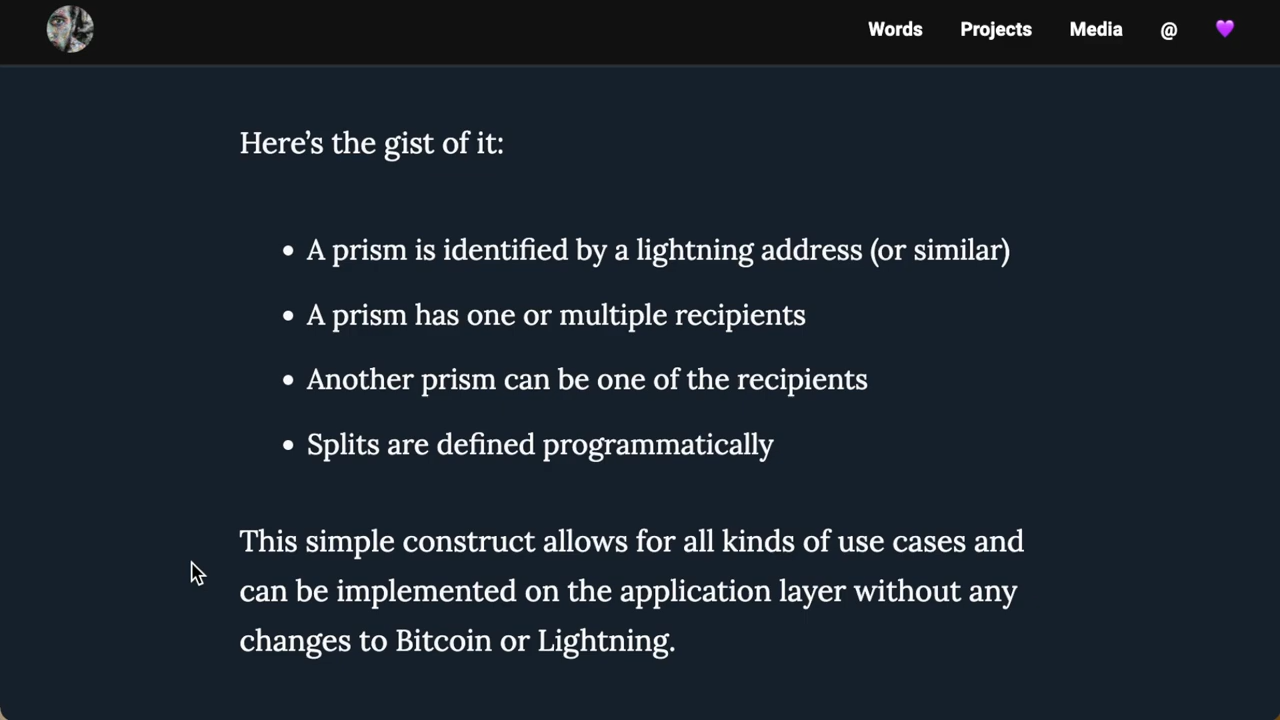 Words Projects Media @ 💜
Here’s the gist of it:
• A prism is identified by a lightning address (or similar)
• A prism has one or multiple recipients
• Another prism can be one of the recipients
• Splits are defined programmatically
This simple construct allows for all kinds of use cases and
can be implemented on the application layer without any
changes to Bitcoin or Lightning.